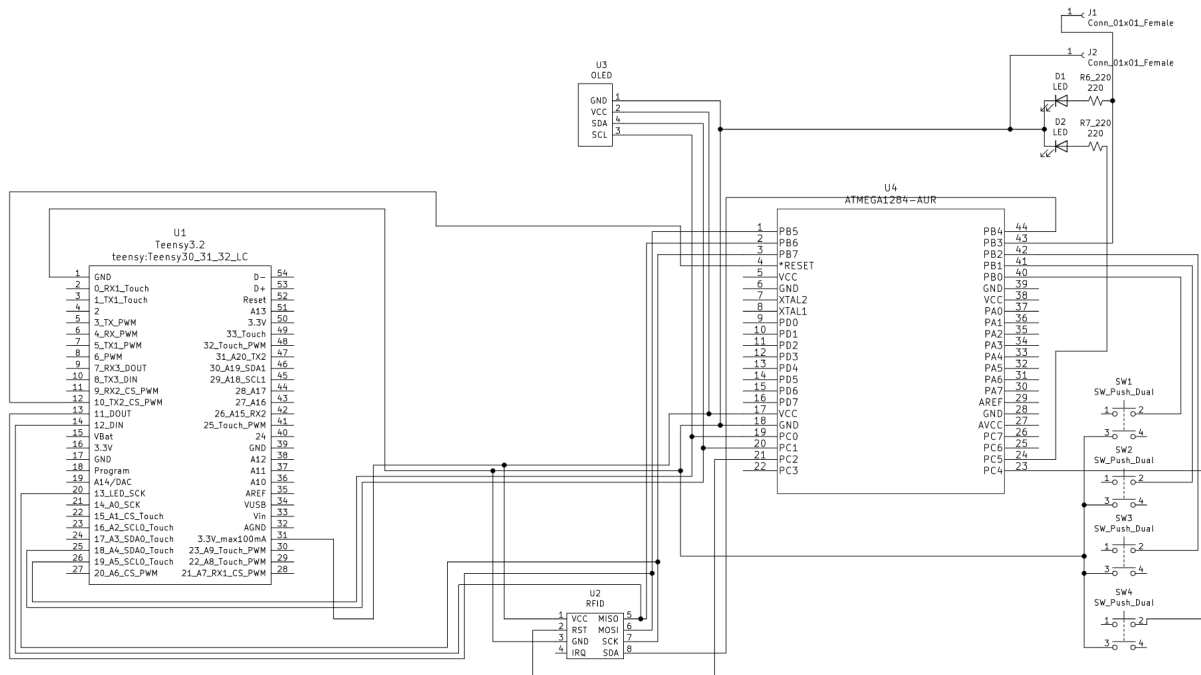 1 J1
Conn_01x01_Female
1 J2
Conn_01x01_Female
U3
OLED
GND 1
VCC 2
SDA 4
SCL 3
D1 R6_220
LED 220
D2 R7_220
LED 220
U4
ATMEGA1284-AUR
1 PB5 PB4 44
2 PB6 PB3 43
3 PB7 PB2 42
4 *RESET PB1 41
5 VCC PB0 40
6 GND GND 39
7 XTAL2 VCC 38
8 XTAL1 PA0 37
9 PD0 PA1 36
10 PD1 PA2 35
11 PD2 PA3 34
12 PD3 PA4 33
13 PD4 PA5 32
14 PD5 PA6 31
15 PD6 PA7 30
16 PD7 AREF 29
17 VCC GND 28
18 GND AVCC 27
19 PC0 PC7 26
20 PC1 PC6 25
21 PC2 PC5 24
22 PC3 PC4 23
U1
Teensy3.2
teensy:Teensy30_31_32_LC
1 GND D- 54
2 0_RX1_Touch D+ 53
3 1_TX1_Touch Reset 52
4 2 A13 51
5 3_TX_PWM 3.3V 50
6 4_RX_PWM 33_Touch 49
7 5_TX1_PWM 32_Touch_PWM 48
8 6_PWM 31_A20_TX2 47
9 7_RX3_DOUT 30_A19_SDA1 46
10 8_TX3_DIN 29_A18_SCL1 45
11 9_RX2_CS_PWM 28_A17 44
12 10_TX2_CS_PWM 27_A16 43
13 11_DOUT 26_A15_RX2 42
14 12_DIN 25_Touch_PWM 41
15 VBat 24 40
16 3.3V GND 39
17 GND A12 38
18 Program A11 37
19 A14/DAC A10 36
20 13_LED_SCK AREF 35
21 14_A0_SCK VUSB 34
22 15_A1_CS_Touch Vin 33
23 16_A2_SCL0_Touch AGND 32
24 17_A3_SDA0_Touch 3.3V_max100mA 31
25 18_A4_SDA0_Touch 23_A9_Touch_PWM 30
26 19_A5_SCL0_Touch 22_A8_Touch_PWM 29
27 20_A6_CS_PWM 21_A7_RX1_CS_PWM 28
SW1
SW_Push_Dual
1 2
3 4
SW2
SW_Push_Dual
1 2
3 4
SW3
SW_Push_Dual
1 2
3 4
SW4
SW_Push_Dual
1 2
3 4
U2
RFID
1 VCC MISO 5
2 RST MOSI 6
3 GND SCK 7
4 IRQ SDA 8